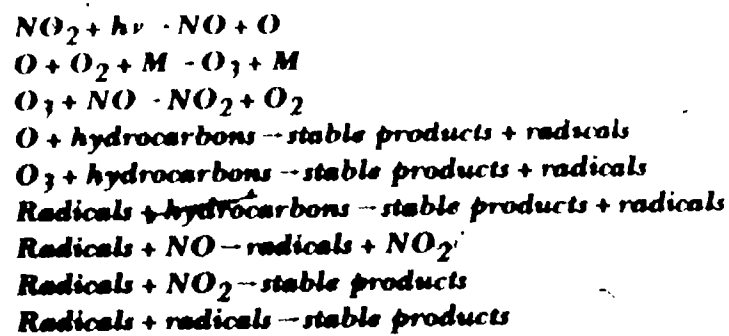 NO₂ + hν · NO + O
O + O₂ + M - O₃ + M
O₃ + NO · NO₂ + O₂
O + hydrocarbons – stable products + radicals
O₃ + hydrocarbons – stable products + radicals
Radicals + hydrocarbons – stable products + radicals
Radicals + NO – radicals + NO₂
Radicals + NO₂ – stable products
Radicals + radicals – stable products